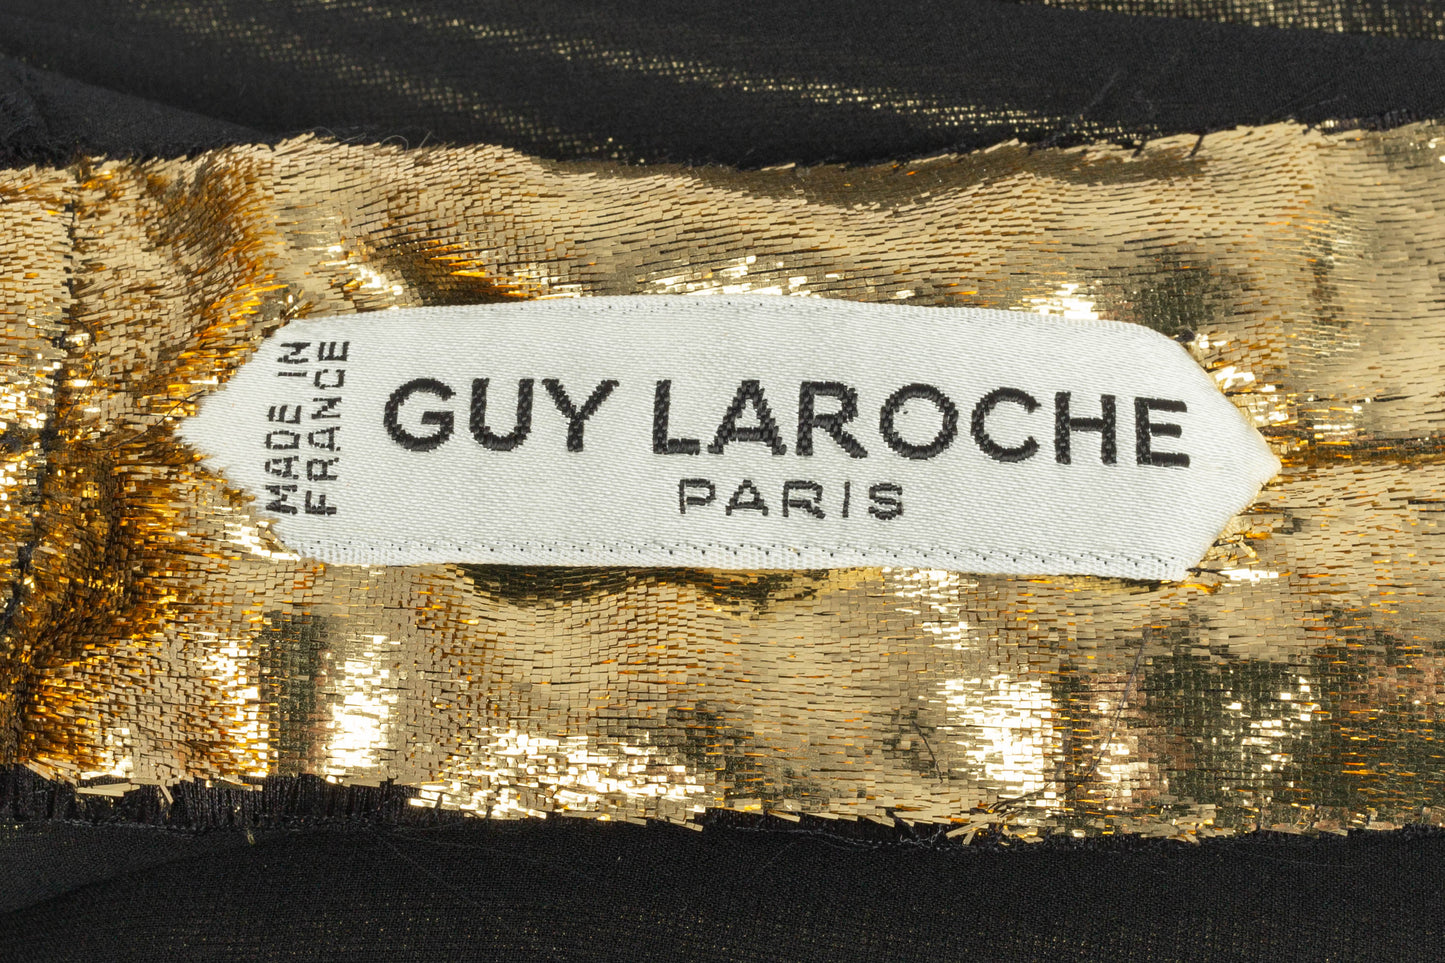 MADE IN
FRANCE
GUY LAROCHE
PARIS